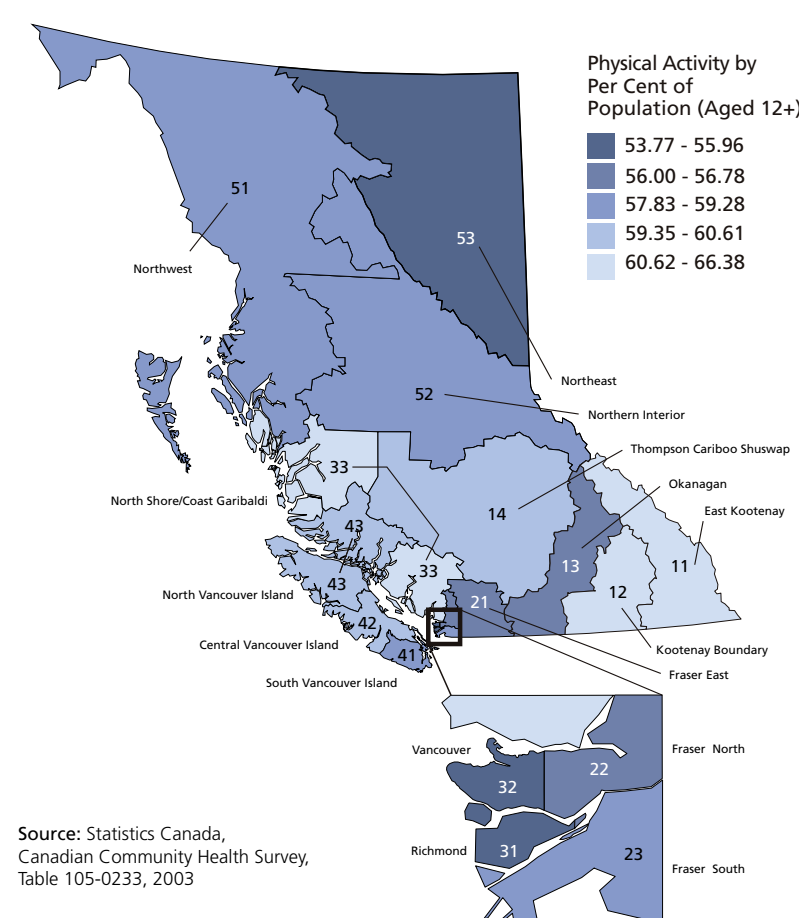 Physical Activity by
Per Cent of
Population (Aged 12+)
53.77 - 55.96
56.00 - 56.78
57.83 - 59.28
59.35 - 60.61
60.62 - 66.38
51
Northwest
53
Northeast
52
Northern Interior
Thompson Cariboo Shuswap
33
Okanagan
North Shore/Coast Garibaldi
East Kootenay
14
43
13
11
33
43
12
North Vancouver Island
21
42
Central Vancouver Island
41
Kootenay Boundary
Fraser East
South Vancouver Island
Vancouver
Fraser North
22
32
Richmond
31
23
Fraser South
Source: Statistics Canada,
Canadian Community Health Survey,
Table 105-0233, 2003